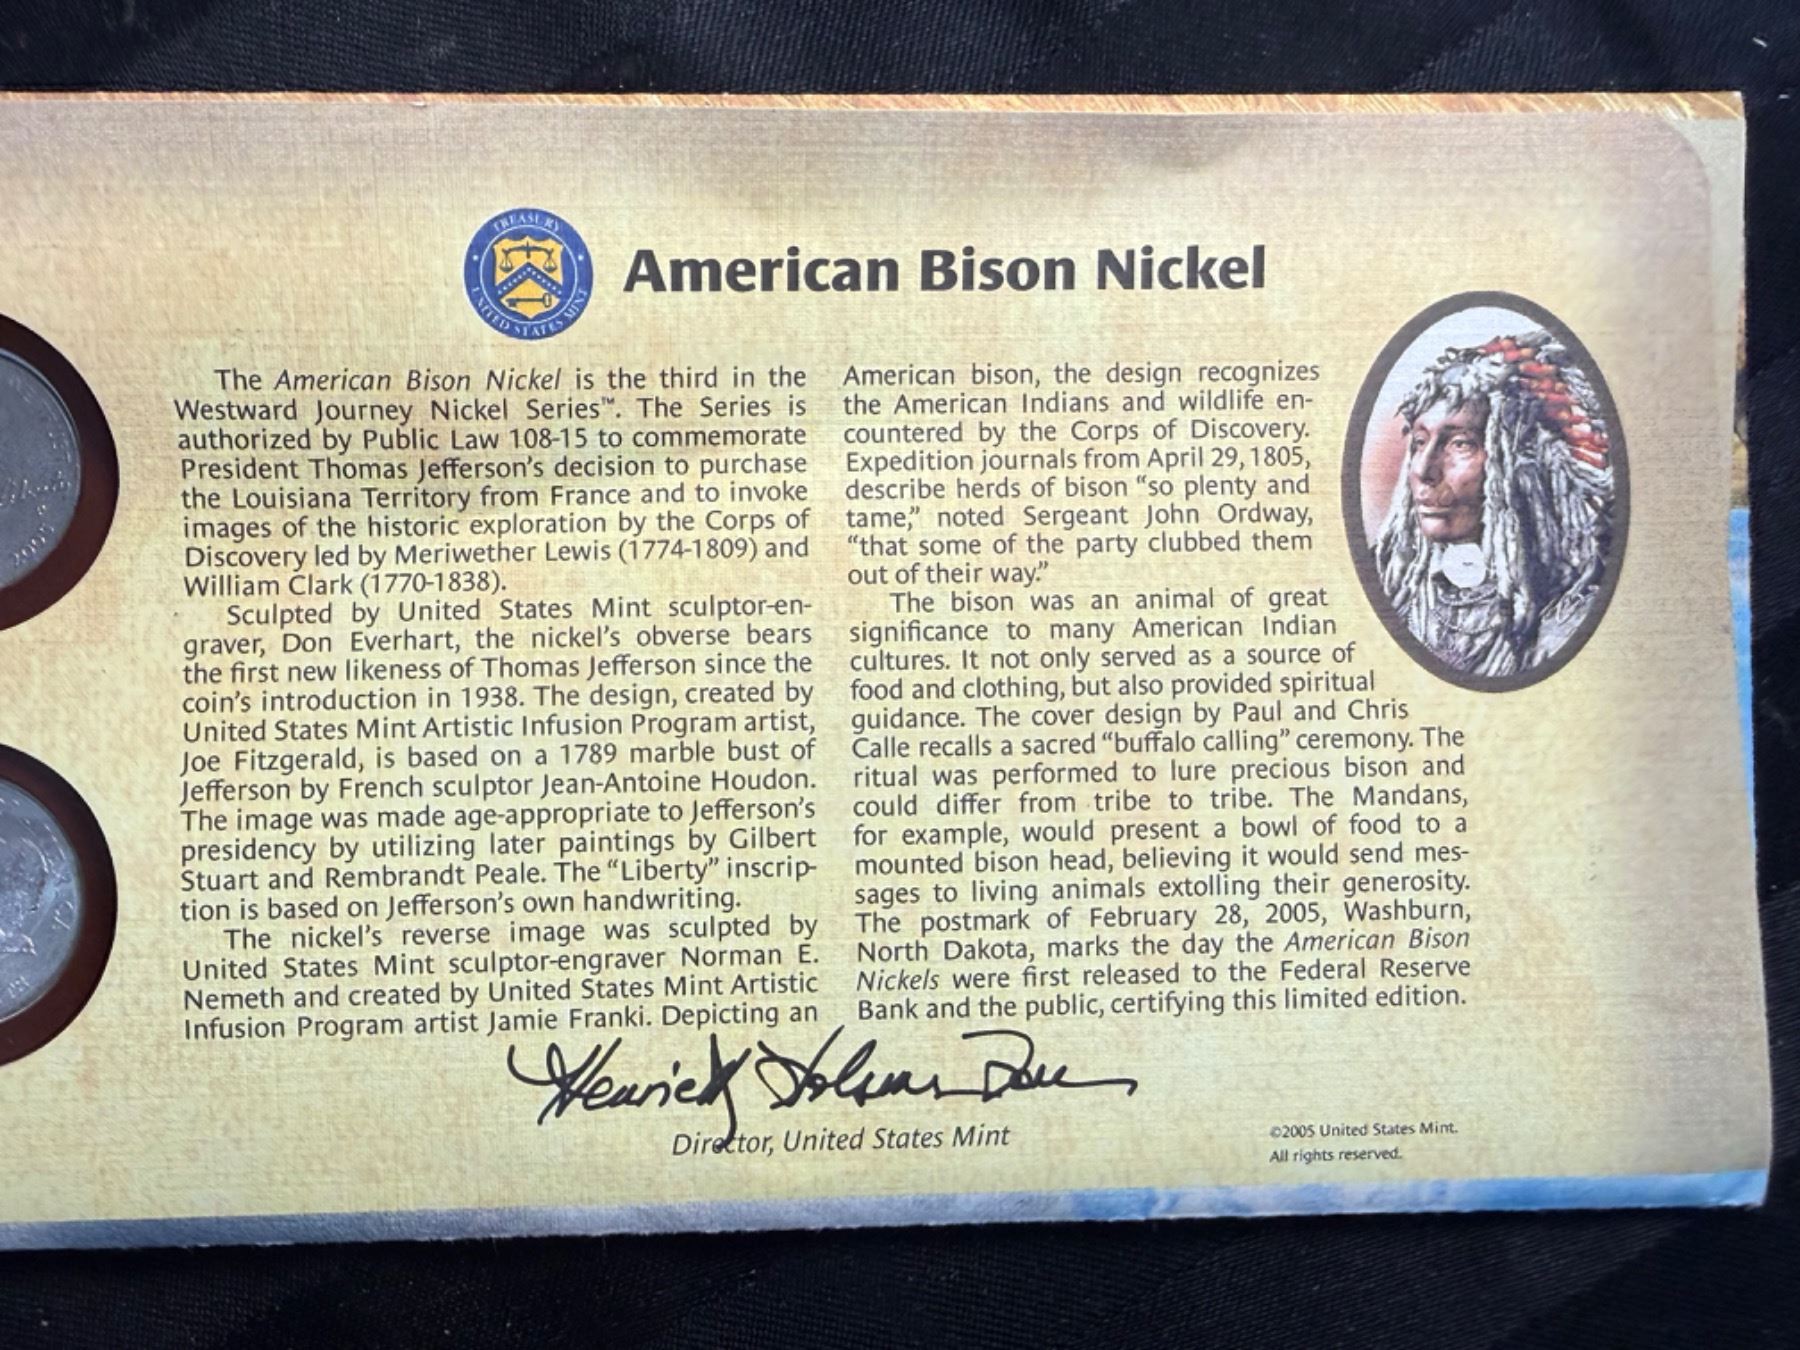 TREASURY
UNITED STATES MINT
American Bison Nickel
The American Bison Nickel is the third in the
Westward Journey Nickel Series™. The Series is
authorized by Public Law 108-15 to commemorate
President Thomas Jefferson's decision to purchase
the Louisiana Territory from France and to invoke
images of the historic exploration by the Corps of
Discovery led by Meriwether Lewis (1774-1809) and
William Clark (1770-1838).
Sculpted by United States Mint sculptor-en-
graver, Don Everhart, the nickel's obverse bears
the first new likeness of Thomas Jefferson since the
coin's introduction in 1938. The design, created by
United States Mint Artistic Infusion Program artist,
Joe Fitzgerald, is based on a 1789 marble bust of
Jefferson by French sculptor Jean-Antoine Houdon.
The image was made age-appropriate to Jefferson's
presidency by utilizing later paintings by Gilbert
Stuart and Rembrandt Peale. The "Liberty" inscrip-
tion is based on Jefferson's own handwriting.
The nickel's reverse image was sculpted by
United States Mint sculptor-engraver Norman E.
Nemeth and created by United States Mint Artistic
Infusion Program artist Jamie Franki. Depicting an
American bison, the design recognizes
the American Indians and wildlife en-
countered by the Corps of Discovery.
Expedition journals from April 29, 1805,
describe herds of bison "so plenty and
tame," noted Sergeant John Ordway,
"that some of the party clubbed them
out of their way."
The bison was an animal of great
significance to many American Indian
cultures. It not only served as a source of
food and clothing, but also provided spiritual
guidance. The cover design by Paul and Chris
Calle recalls a sacred "buffalo calling" ceremony. The
ritual was performed to lure precious bison and
could differ from tribe to tribe. The Mandans,
for example, would present a bowl of food to a
mounted bison head, believing it would send mes-
sages to living animals extolling their generosity.
The postmark of February 28, 2005, Washburn,
North Dakota, marks the day the American Bison
Nickels were first released to the Federal Reserve
Bank and the public, certifying this limited edition.
Henrietta Holsman Fore
Director, United States Mint
©2005 United States Mint.
All rights reserved.
Liberty
2005